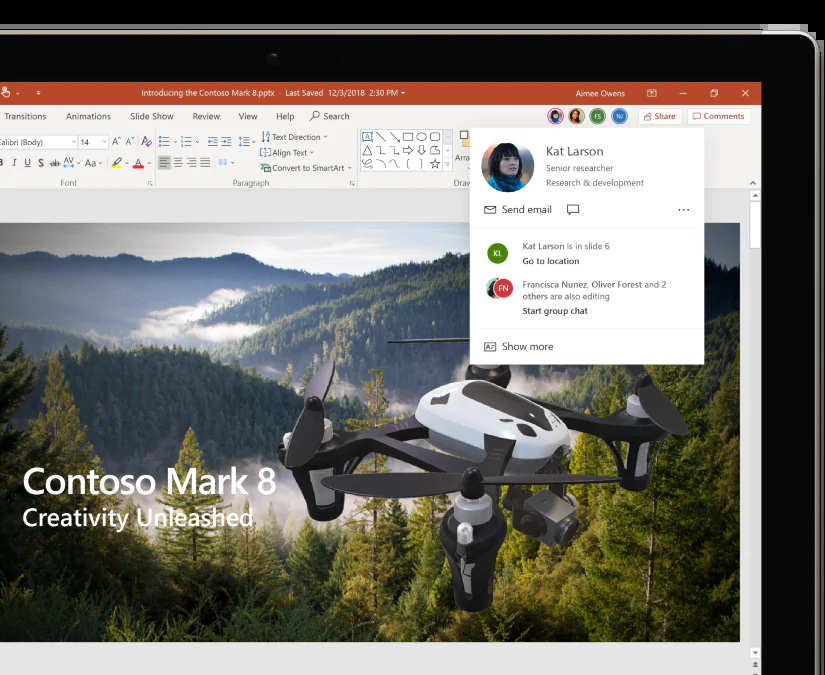 Introducing the Contoso Mark 8.pptx - Last Saved 12/3/2018 2:30 PM
Aimee Owens
Transitions Animations Slide Show Review View Help Search
FS NJ Share Comments
Calibri (Body) 14 A A A
Text Direction
Align Text
I U S ab AV Aa A
Convert to SmartArt
Font Paragraph
Kat Larson
Senior researcher
Research & development
Send email
KL
Kat Larson is in slide 6
Go to location
FN
Francisca Nunez, Oliver Forest and 2
others are also editing
Start group chat
Show more
Contoso Mark 8
Creativity Unleashed